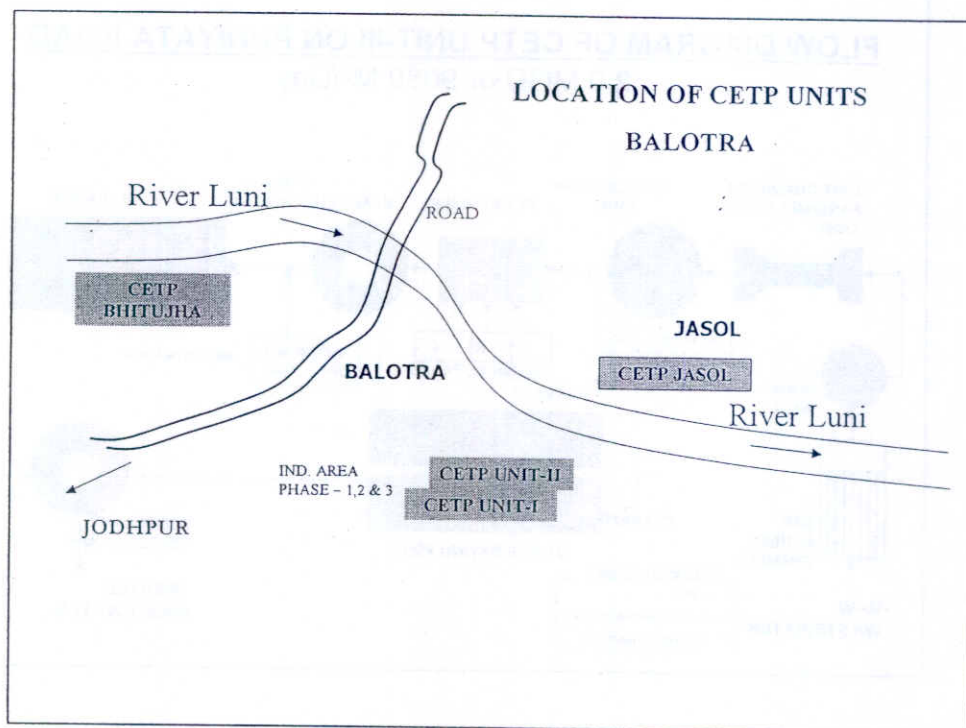 LOCATION OF CETP UNITS
BALOTRA
River Luni
ROAD
CETP
BHITUJHA
JASOL
BALOTRA
CETP JASOL
River Luni
IND. AREA
PHASE – 1,2 & 3
CETP UNIT-II
CETP UNIT-I
JODHPUR